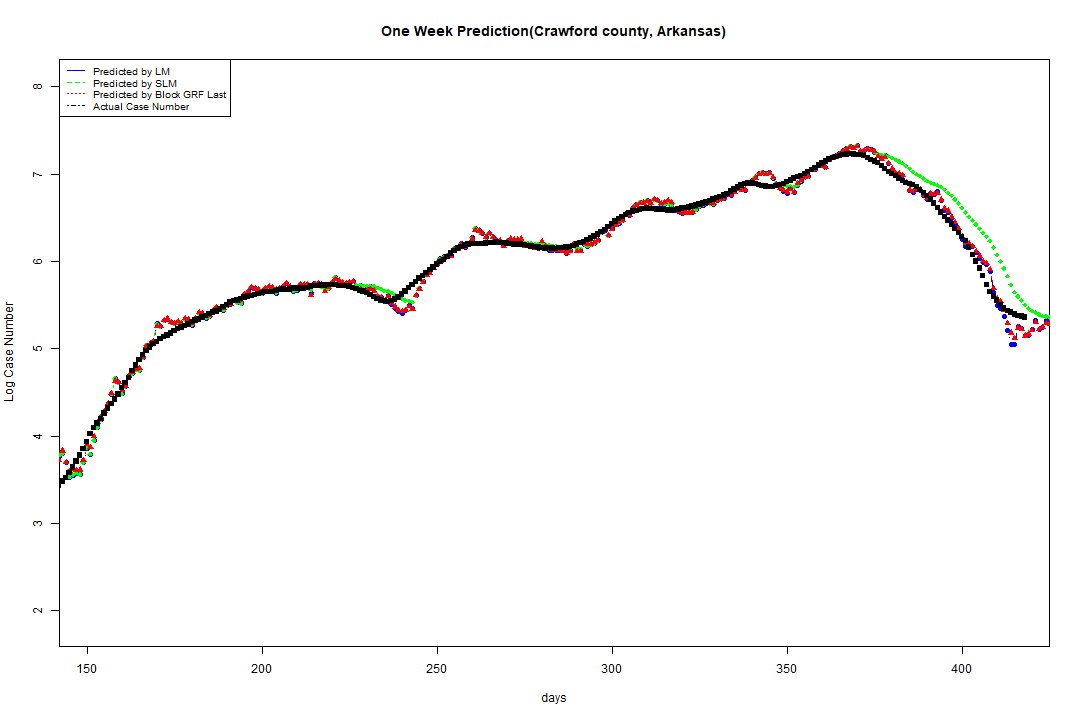 One Week Prediction(Crawford county, Arkansas)
Predicted by LM
Predicted by SLM
Predicted by Block GRF Last
Actual Case Number
8
7
6
5
4
3
2
Log Case Number
150 200 250 300 350 400
days